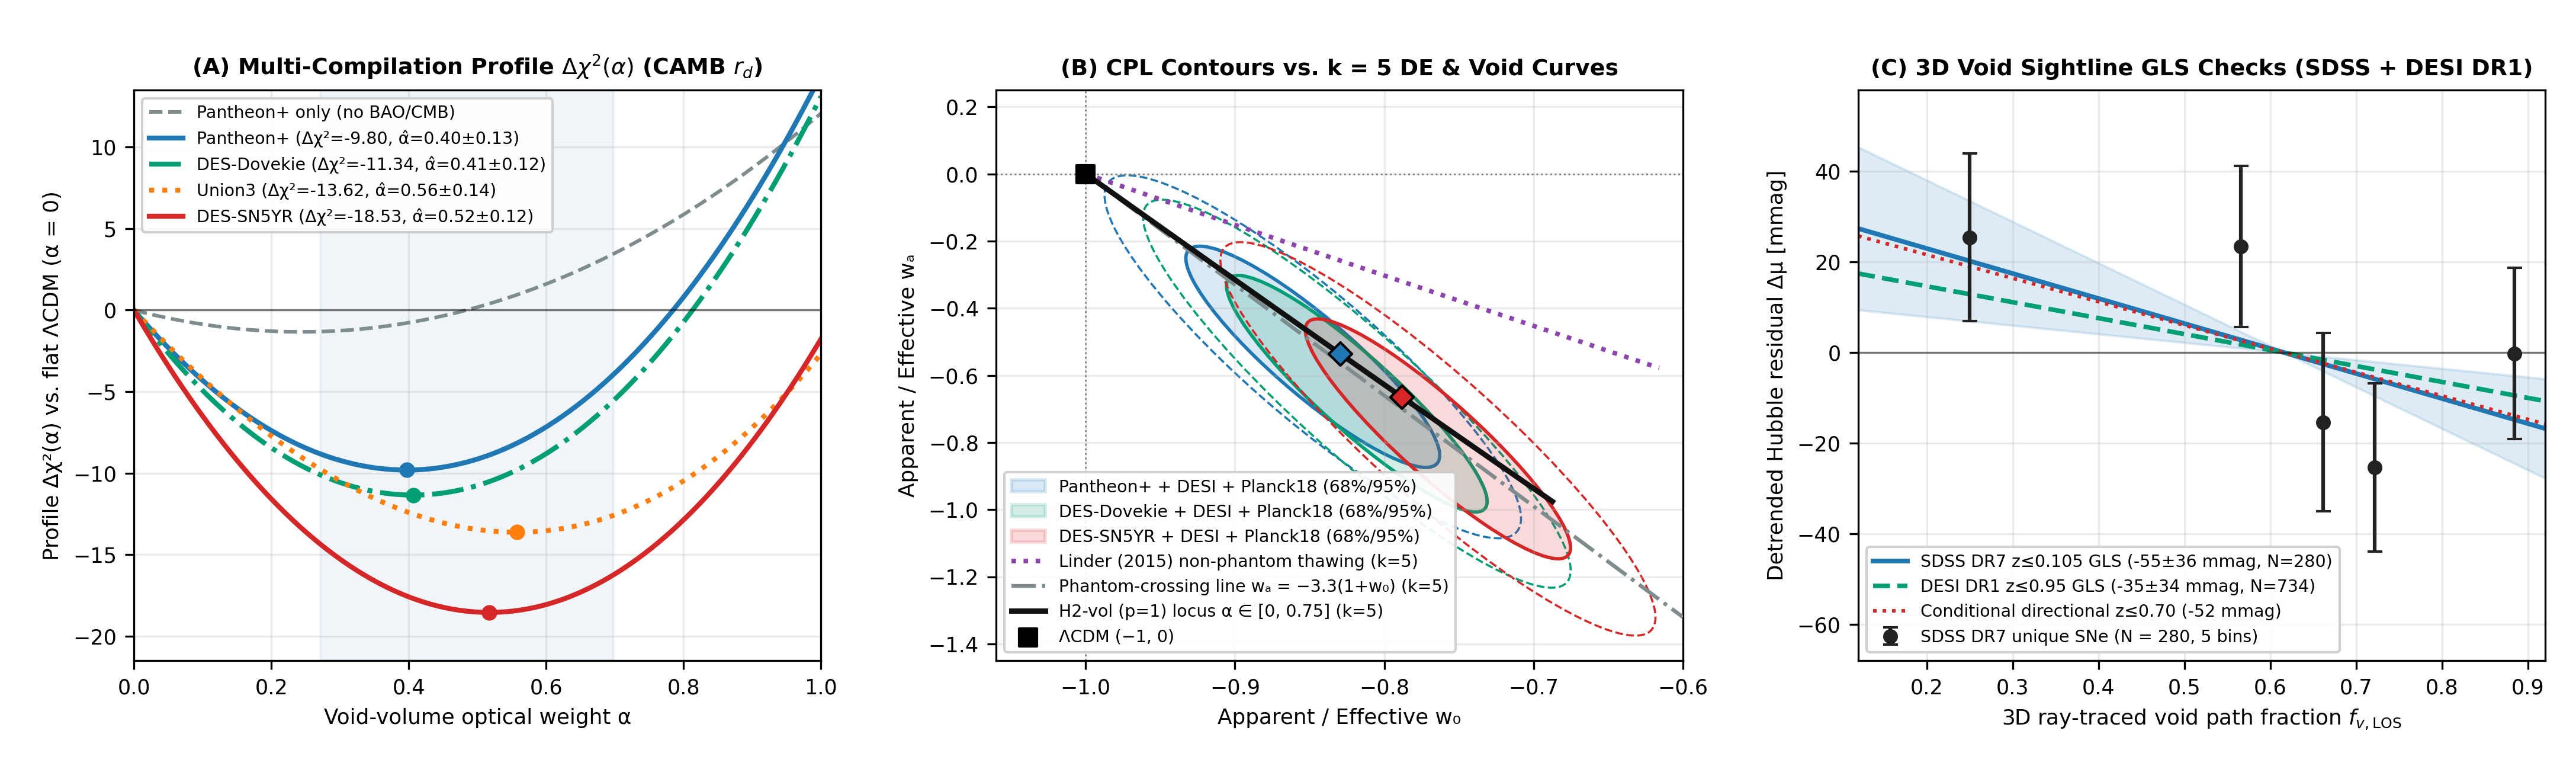 (A) Multi-Compilation Profile Δχ²(α) (CAMB r_d)
Profile Δχ²(α) vs. flat ΛCDM (α = 0)
10
5
0
−5
−10
−15
−20
Pantheon+ only (no BAO/CMB)
Pantheon+ (Δχ²=-9.80, α̂=0.40±0.13)
DES-Dovekie (Δχ²=-11.34, α̂=0.41±0.12)
Union3 (Δχ²=-13.62, α̂=0.56±0.14)
DES-SN5YR (Δχ²=-18.53, α̂=0.52±0.12)
0.0 0.2 0.4 0.6 0.8 1.0
Void-volume optical weight α
(B) CPL Contours vs. k = 5 DE & Void Curves
Apparent / Effective wₐ
0.2
0.0
−0.2
−0.4
−0.6
−0.8
−1.0
−1.2
−1.4
Pantheon+ + DESI + Planck18 (68%/95%)
DES-Dovekie + DESI + Planck18 (68%/95%)
DES-SN5YR + DESI + Planck18 (68%/95%)
Linder (2015) non-phantom thawing (k=5)
Phantom-crossing line wₐ = −3.3(1+w₀) (k=5)
H2-vol (p=1) locus α ∈ [0, 0.75] (k=5)
ΛCDM (−1, 0)
−1.0 −0.9 −0.8 −0.7 −0.6
Apparent / Effective w₀
(C) 3D Void Sightline GLS Checks (SDSS + DESI DR1)
Detrended Hubble residual Δμ [mmag]
40
20
0
−20
−40
−60
SDSS DR7 z≤0.105 GLS (-55±36 mmag, N=280)
DESI DR1 z≤0.95 GLS (-35±34 mmag, N=734)
Conditional directional z≤0.70 (-52 mmag)
SDSS DR7 unique SNe (N = 280, 5 bins)
0.2 0.3 0.4 0.5 0.6 0.7 0.8 0.9
3D ray-traced void path fraction f_v,LOS